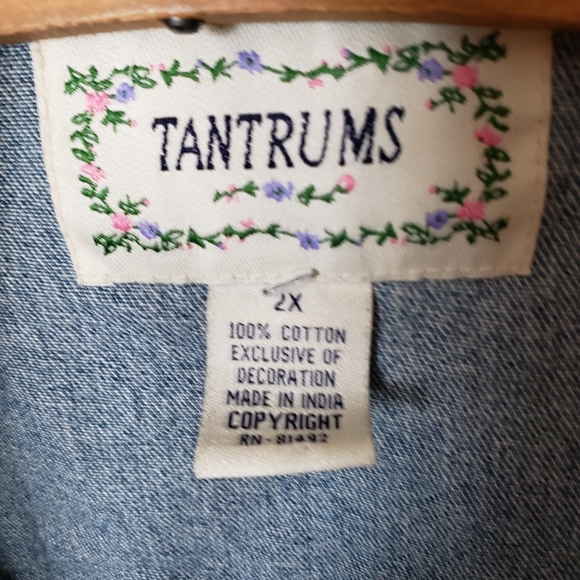 TANTRUMS
2X
100% COTTON
EXCLUSIVE OF
DECORATION
MADE IN INDIA
COPYRIGHT
RN-81492